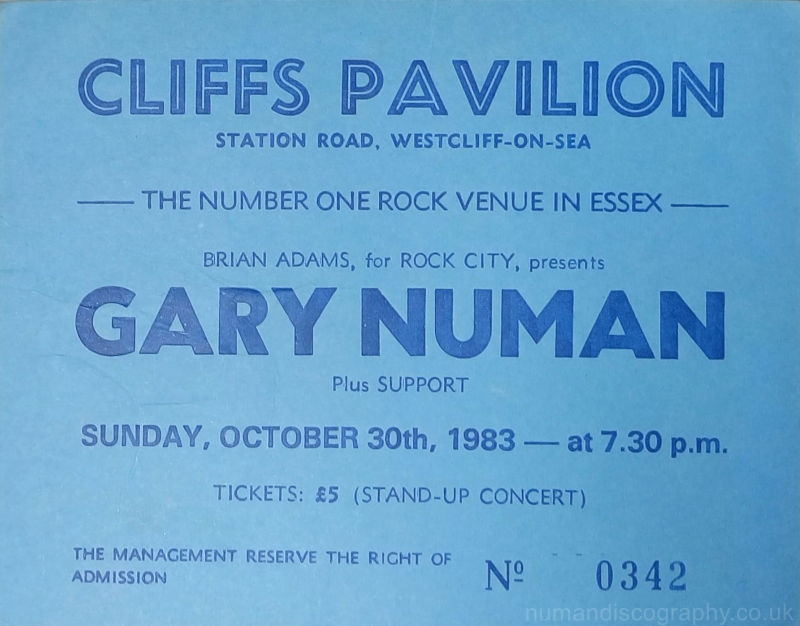 CLIFFS PAVILION
STATION ROAD, WESTCLIFF-ON-SEA
THE NUMBER ONE ROCK VENUE IN ESSEX
BRIAN ADAMS, for ROCK CITY, presents
GARY NUMAN
Plus SUPPORT
SUNDAY, OCTOBER 30th, 1983 — at 7.30 p.m.
TICKETS: £5 (STAND-UP CONCERT)
THE MANAGEMENT RESERVE THE RIGHT OF
ADMISSION
Nº 0342
numandiscography.co.uk